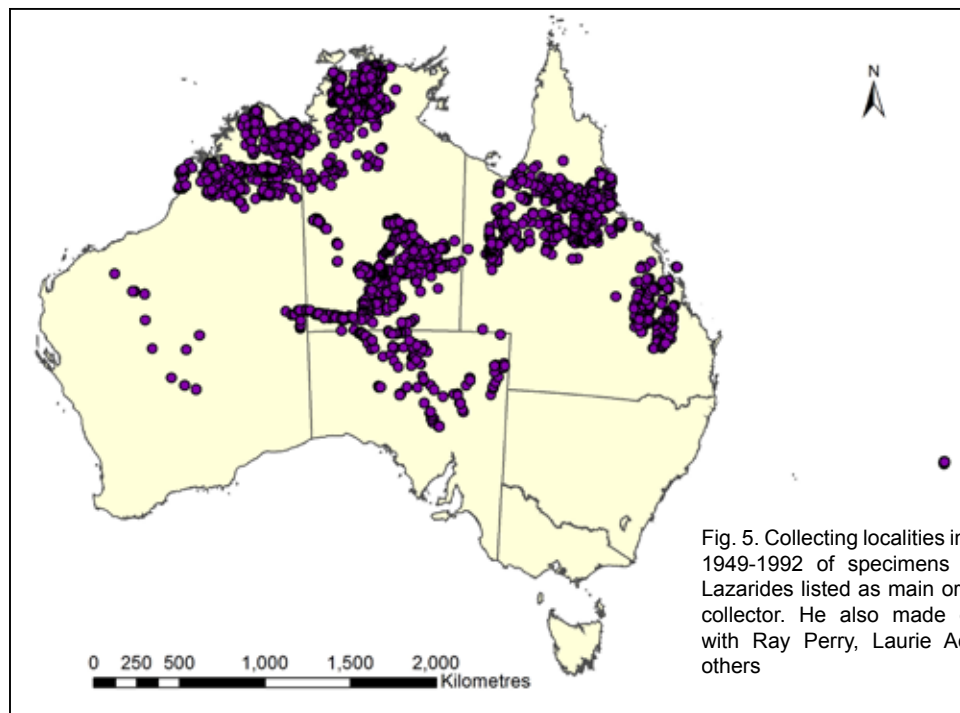 N
Fig. 5. Collecting localities in
1949-1992 of specimens
Lazarides listed as main or
collector. He also made
with Ray Perry, Laurie
others
0 250 500 1,000 1,500 2,000
Kilometres